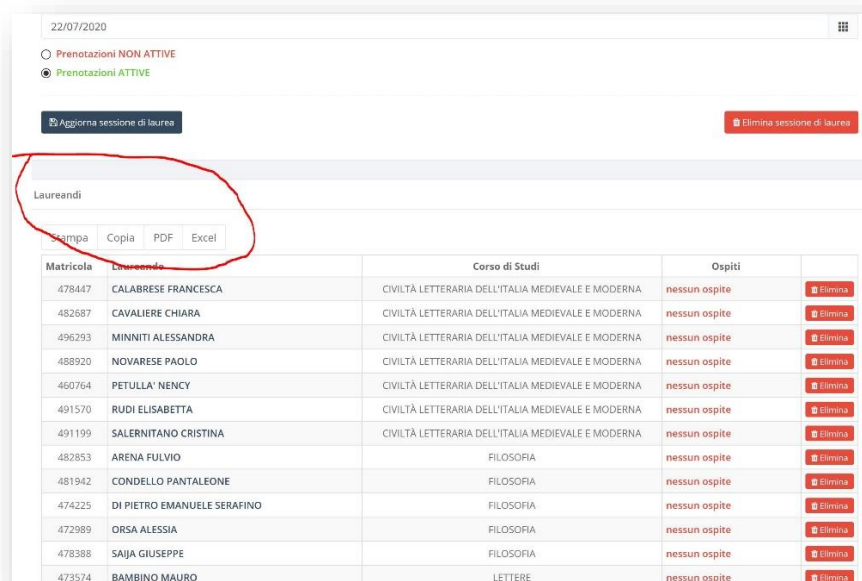 22/07/2020
Prenotazioni NON ATTIVE
Prenotazioni ATTIVE
Aggiorna sessione di laurea Elimina sessione di laurea
Laureandi
Stampa Copia PDF Excel
Matricola Laureando Corso di Studi Ospiti
478447 CALABRESE FRANCESCA CIVILTÀ LETTERARIA DELL'ITALIA MEDIEVALE E MODERNA nessun ospite Elimina
482687 CAVALIERE CHIARA CIVILTÀ LETTERARIA DELL'ITALIA MEDIEVALE E MODERNA nessun ospite Elimina
496293 MINNITI ALESSANDRA CIVILTÀ LETTERARIA DELL'ITALIA MEDIEVALE E MODERNA nessun ospite Elimina
488920 NOVARESE PAOLO CIVILTÀ LETTERARIA DELL'ITALIA MEDIEVALE E MODERNA nessun ospite Elimina
460764 PETULLA' NENCY CIVILTÀ LETTERARIA DELL'ITALIA MEDIEVALE E MODERNA nessun ospite Elimina
491570 RUDI ELISABETTA CIVILTÀ LETTERARIA DELL'ITALIA MEDIEVALE E MODERNA nessun ospite Elimina
491199 SALERNITANO CRISTINA CIVILTÀ LETTERARIA DELL'ITALIA MEDIEVALE E MODERNA nessun ospite Elimina
482853 ARENA FULVIO FILOSOFIA nessun ospite Elimina
481942 CONDELLO PANTALEONE FILOSOFIA nessun ospite Elimina
474225 DI PIETRO EMANUELE SERAFINO FILOSOFIA nessun ospite Elimina
472989 ORSA ALESSIA FILOSOFIA nessun ospite Elimina
478388 SAIJA GIUSEPPE FILOSOFIA nessun ospite Elimina
473574 BAMBINO MAURO LETTERE nessun ospite Elimina